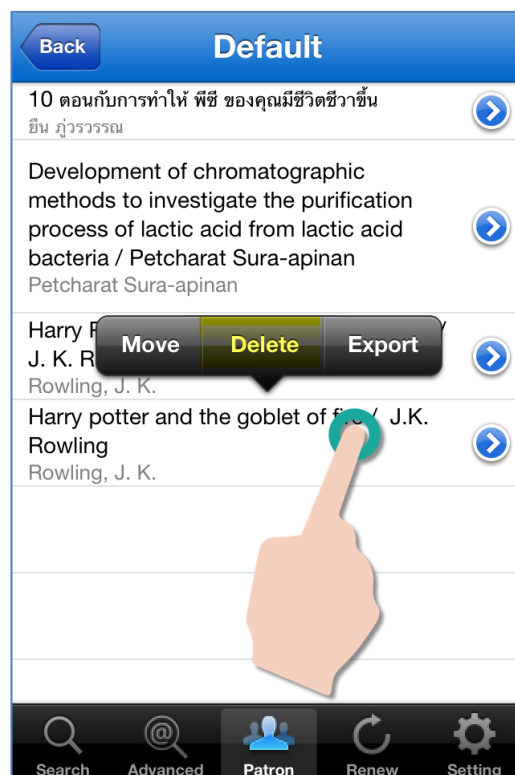 Back
Default
10 ตอนกับการทำให้ พีซี ของคุณมีชีวิตชีวาขึ้น
ยืน ภู่วรวรรณ
Development of chromatographic
methods to investigate the purification
process of lactic acid from lactic acid
bacteria / Petcharat Sura-apinan
Petcharat Sura-apinan
Harry
Move Delete Export
J. K.
Rowling, J. K.
Harry potter and the goblet of fire / J.K.
Rowling
Rowling, J. K.
Search Advanced Patron Renew Setting